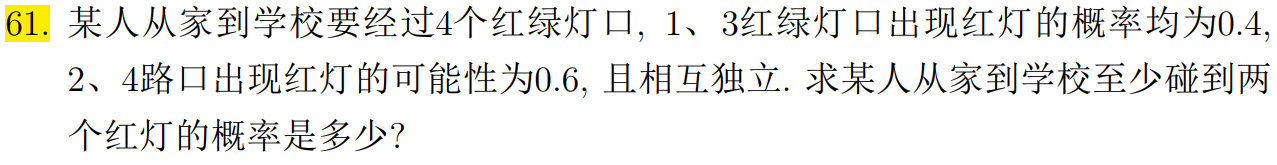 61. 某人从家到学校要经过4个红绿灯口, 1、3红绿灯口出现红灯的概率均为0.4,
2、4路口出现红灯的可能性为0.6, 且相互独立. 求某人从家到学校至少碰到两
个红灯的概率是多少?